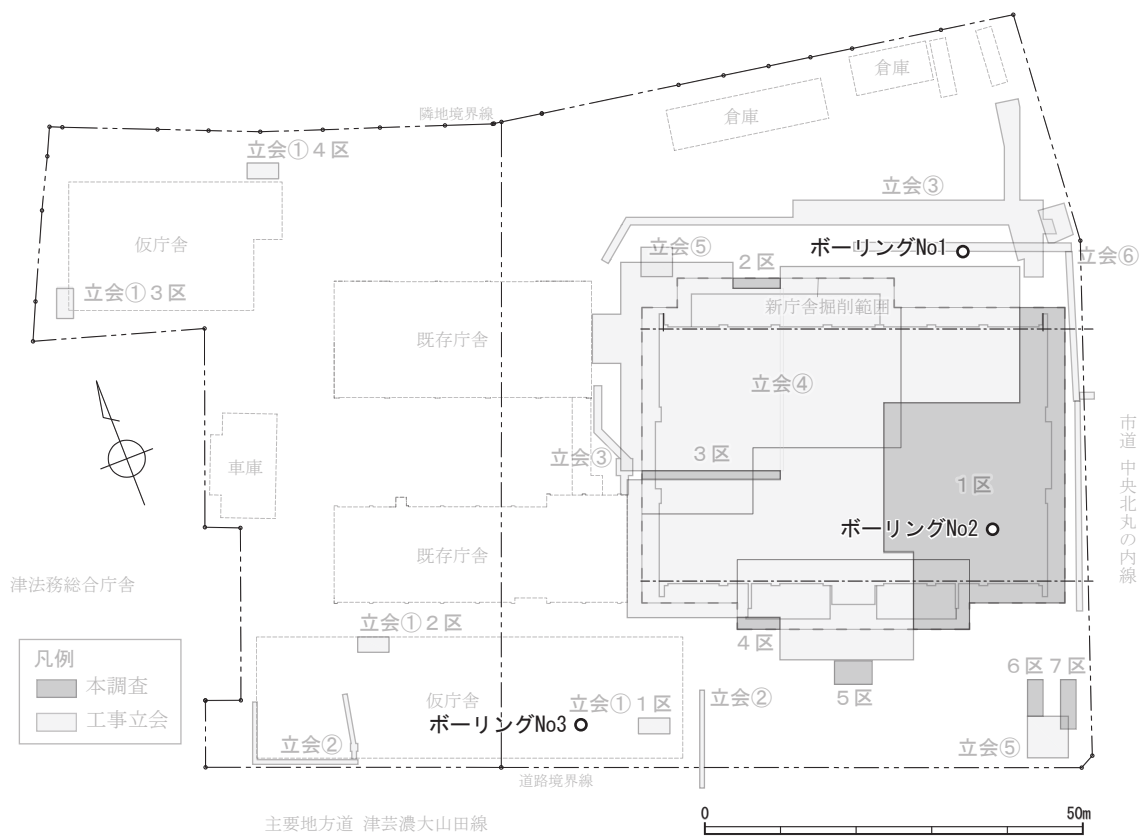 倉庫
倉庫
隣地境界線
立会①4区
立会③
仮庁舎
立会⑤
ボーリングNo1
立会⑥
2区
立会①3区
新庁舎掘削範囲
既存庁舎
立会④
市道 中央北丸の内線
3区
立会③
車庫
1区
ボーリングNo2
既存庁舎
津法務総合庁舎
立会①2区
4区
凡例
本調査
工事立会
6区 7区
5区
仮庁舎
立会①1区
立会②
ボーリングNo3
立会②
立会⑤
道路境界線
主要地方道 津芸濃大山田線
0 50m